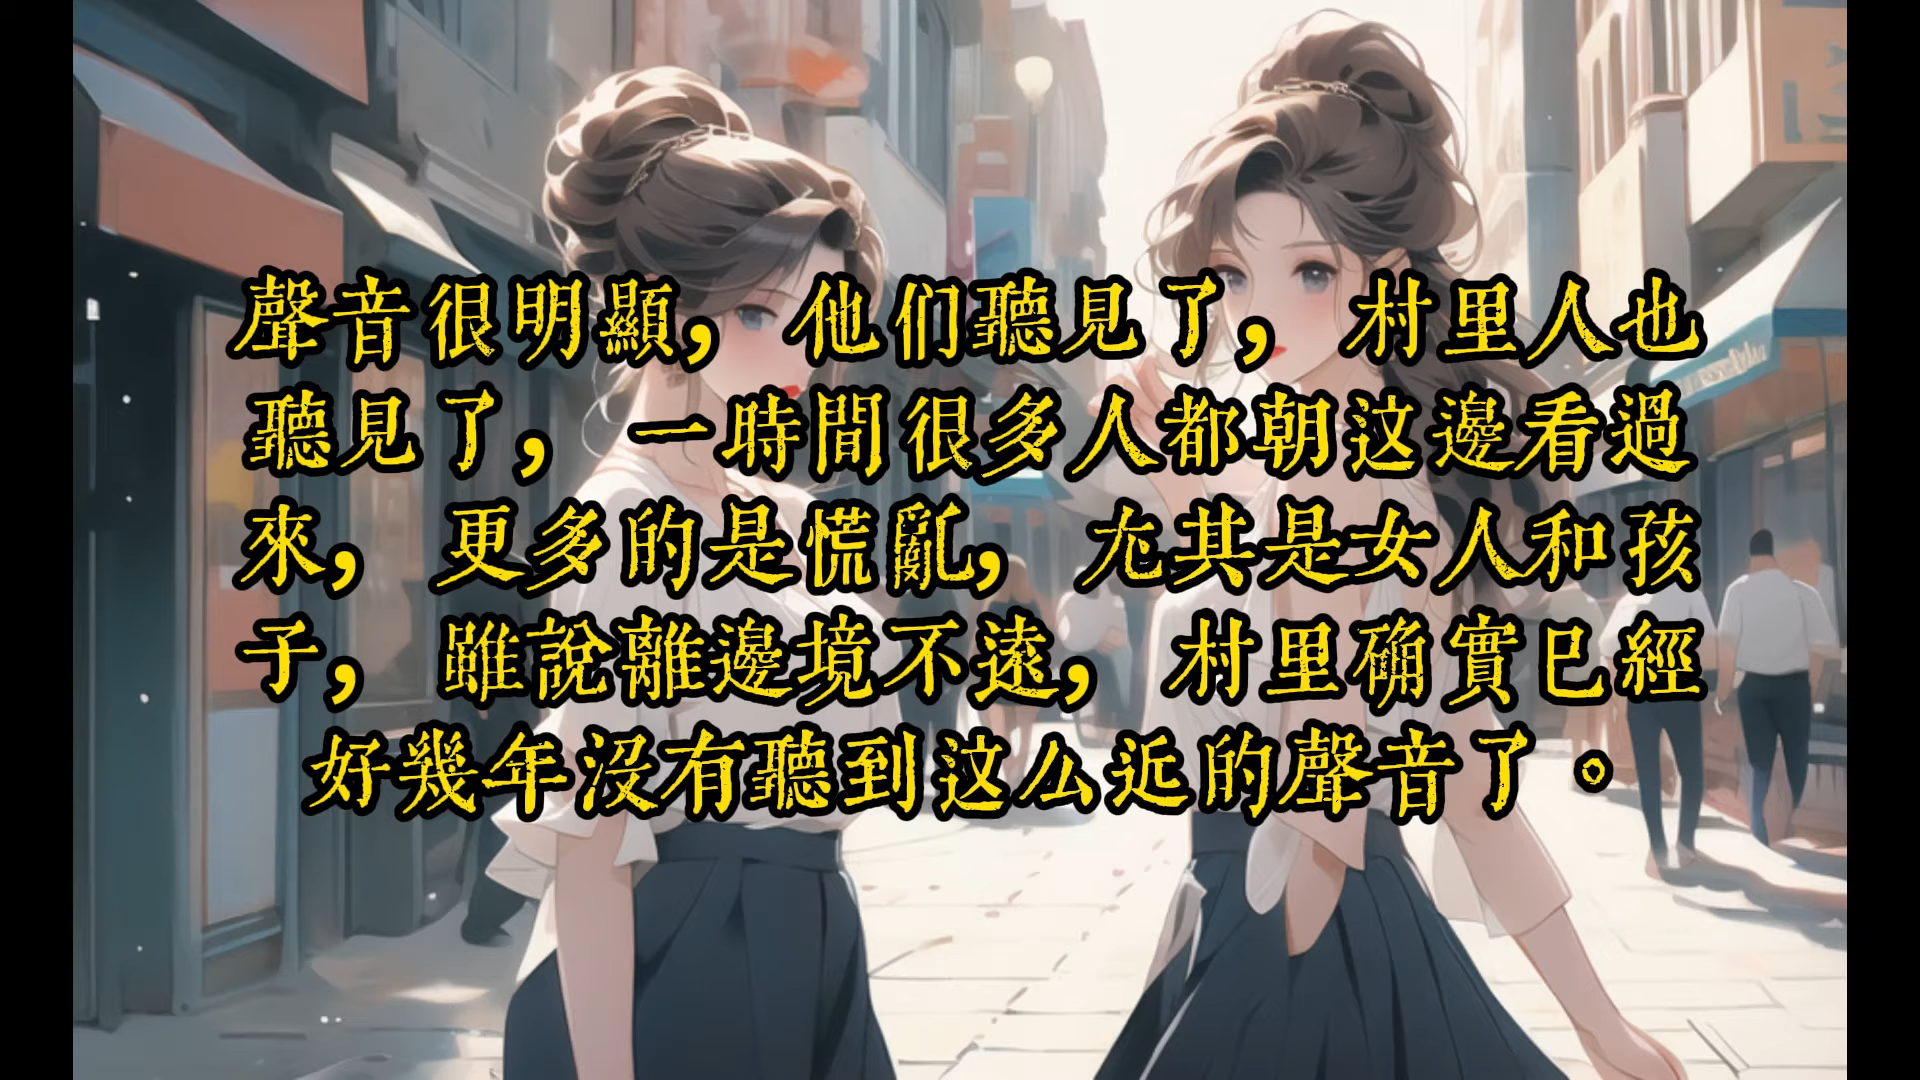 聲音很明顯，他们聽見了，村里人也
聽見了，一時間很多人都朝这邊看過
來，更多的是慌亂，尤其是女人和孩
子，雖說離邊境不遠，村里确實已經
好幾年沒有聽到这么近的聲音了。